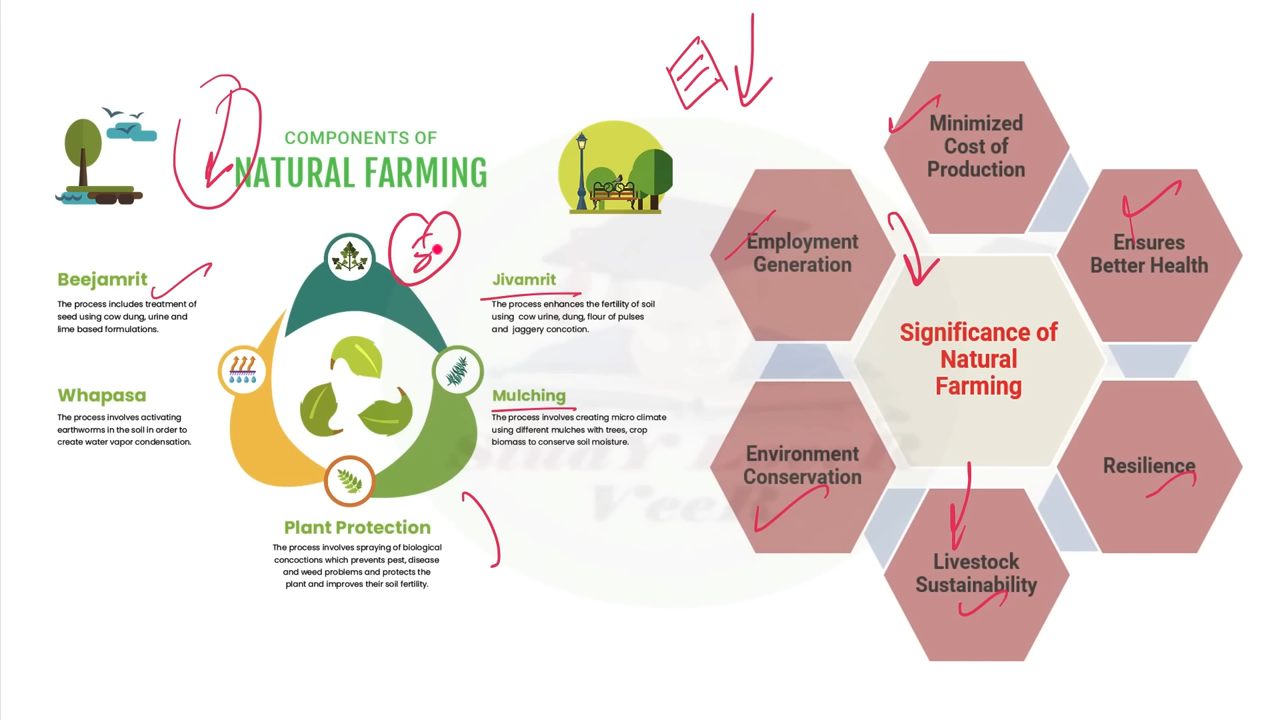 COMPONENTS OF
NATURAL FARMING
Beejamrit
The process includes treatment of
seed using cow dung, urine and
lime based formulations.
Jivamrit
The process enhances the fertility of soil
using cow urine, dung, flour of pulses
and jaggery concotion.
Whapasa
The process involves activating
earthworms in the soil in order to
create water vapor condensation.
Mulching
The process involves creating micro climate
using different mulches with trees, crop
biomass to conserve soil moisture.
Plant Protection
The process involves spraying of biological
concoctions which prevents pest, disease
and weed problems and protects the
plant and improves their soil fertility.
Minimized
Cost of
Production
Employment
Generation
Ensures
Better Health
Significance of
Natural
Farming
Environment
Conservation
Resilience
Livestock
Sustainability